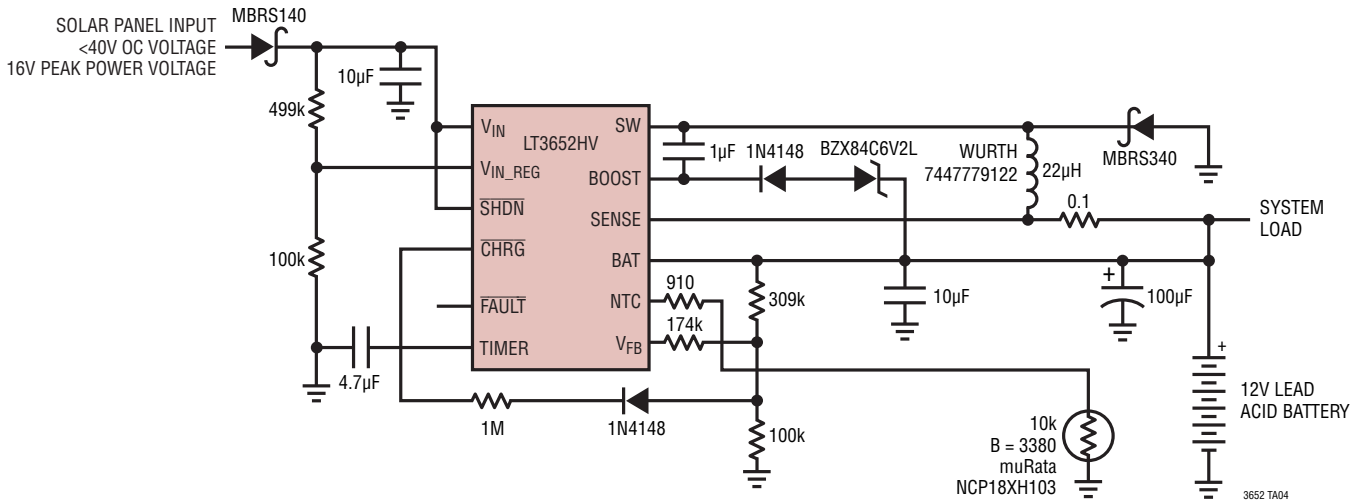 SOLAR PANEL INPUT
<40V OC VOLTAGE
16V PEAK POWER VOLTAGE
MBRS140
10µF
499k
100k
4.7µF
LT3652HV
VIN
VIN_REG
SHDN
CHRG
FAULT
TIMER
SW
BOOST
SENSE
BAT
NTC
VFB
1µF
1N4148
BZX84C6V2L
WURTH
7447779122
22µH
MBRS340
0.1
SYSTEM
LOAD
910
174k
309k
10µF
+
100µF
1M
1N4148
100k
10k
B = 3380
muRata
NCP18XH103
+
12V LEAD
ACID BATTERY
3652 TA04